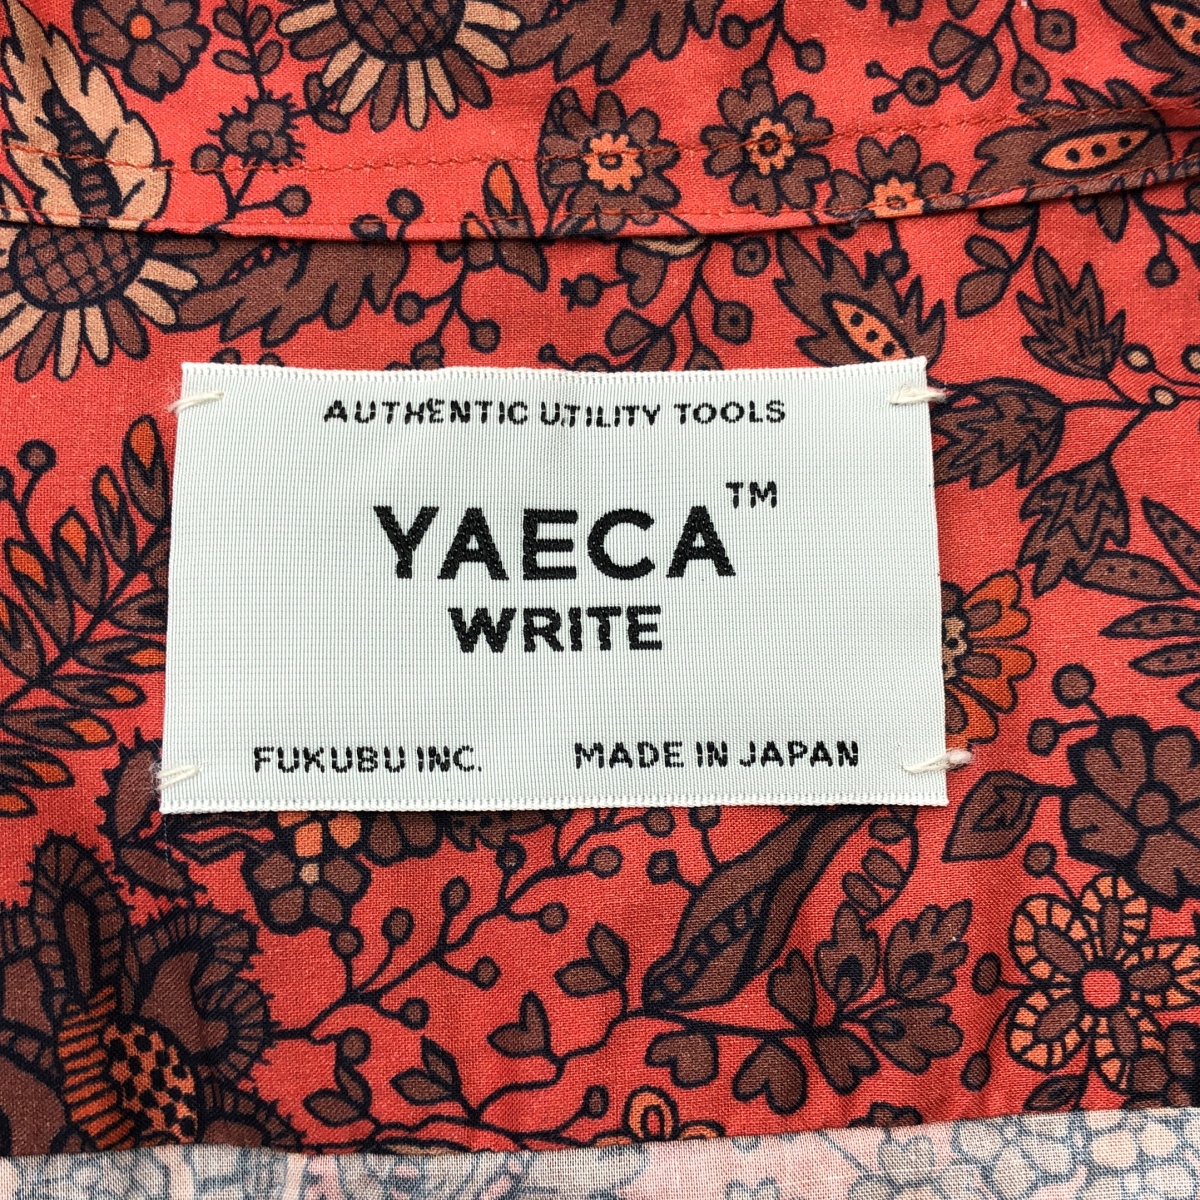 AUTHENTIC UTILITY TOOLS
YAECA™
WRITE
FUKUBU INC. MADE IN JAPAN